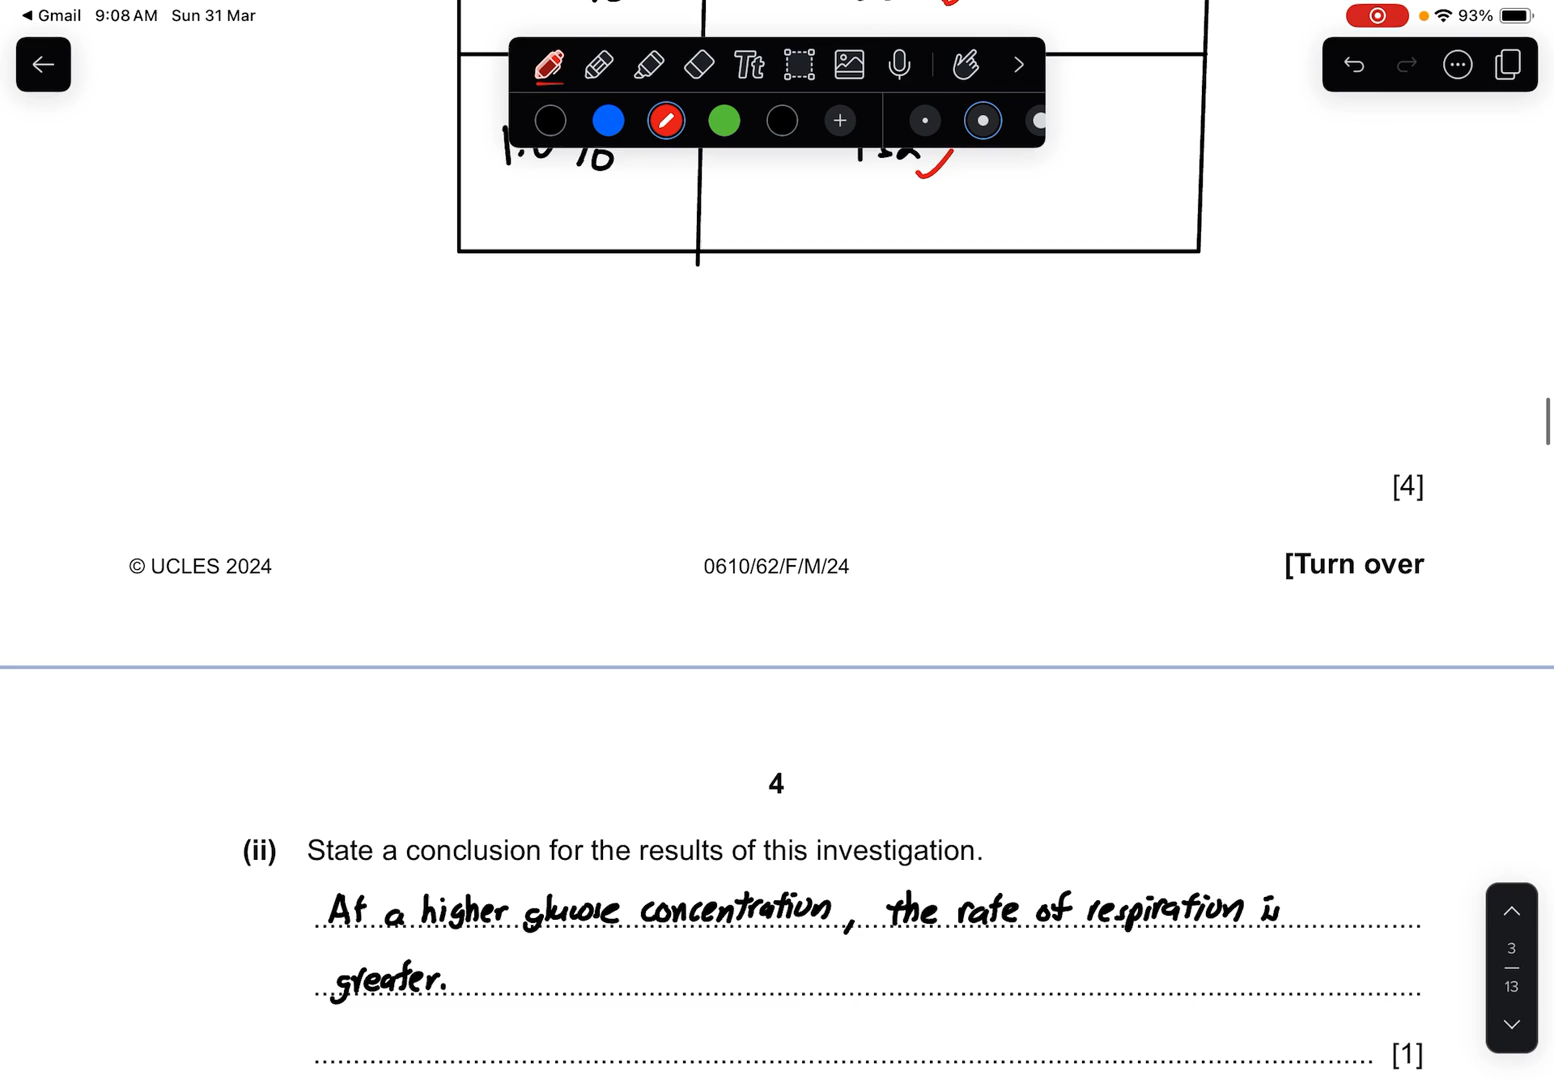 Gmail 9:08 AM Sun 31 Mar
93%
Tt
[4]
© UCLES 2024
0610/62/F/M/24
[Turn over
4
(ii) State a conclusion for the results of this investigation.
At a higher glucose concentration, the rate of respiration is
greater.
[1]
3
13